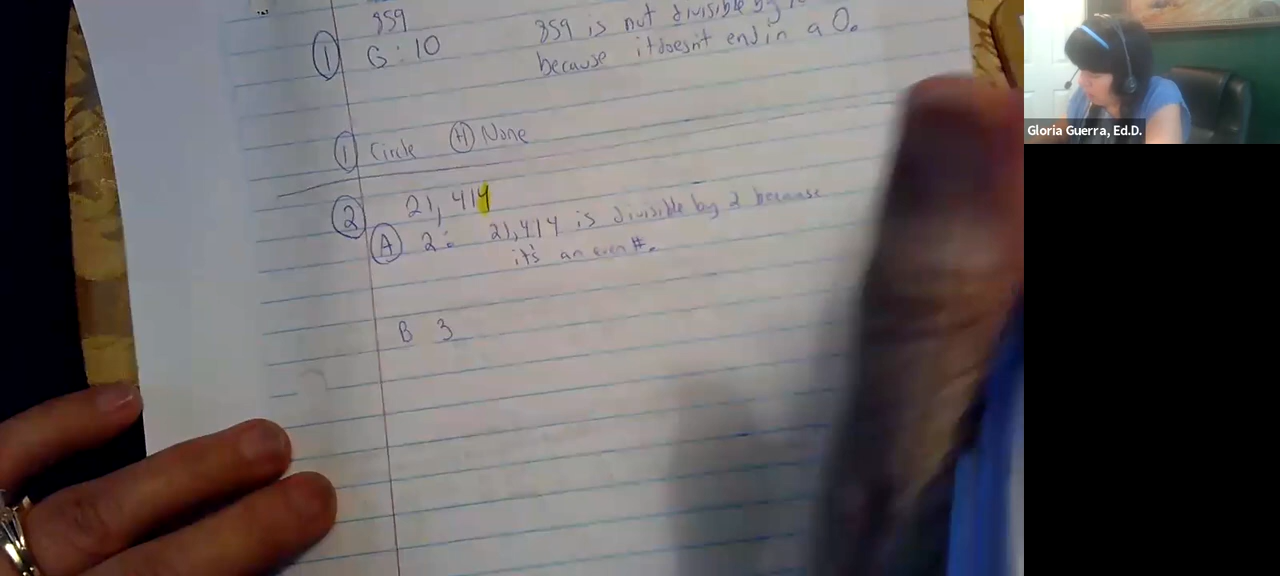 859
859 is not divisible by
① G : 10
because it doesn't end in a 0.
① Circle Ⓗ None
② 21,414
Ⓐ 2: 21,414 is divisible by 2 because
it's an even #.
B 3
Gloria Guerra, Ed.D.